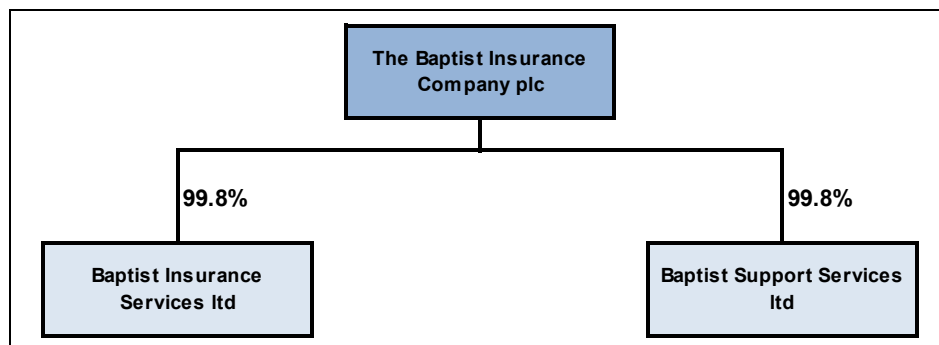 The Baptist Insurance
Company plc
99.8%
99.8%
Baptist Insurance
Services ltd
Baptist Support Services
ltd